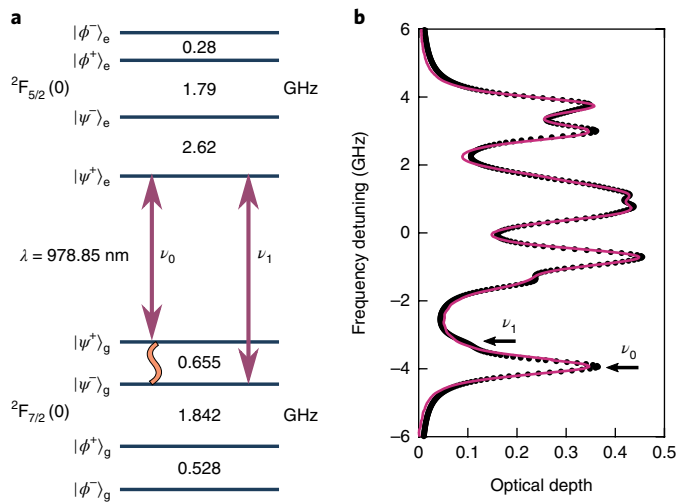 a
|ϕ⁻⟩e
0.28
|ϕ⁺⟩e
²F5/2(0)
1.79
GHz
|ψ⁻⟩e
2.62
|ψ⁺⟩e
λ = 978.85 nm
ν0
ν1
|ψ⁺⟩g
0.655
|ψ⁻⟩g
²F7/2(0)
1.842
GHz
|ϕ⁺⟩g
0.528
|ϕ⁻⟩g
b
6
4
2
0
−2
−4
−6
Frequency detuning (GHz)
ν1
ν0
0
0.1
0.2
0.3
0.4
0.5
Optical depth